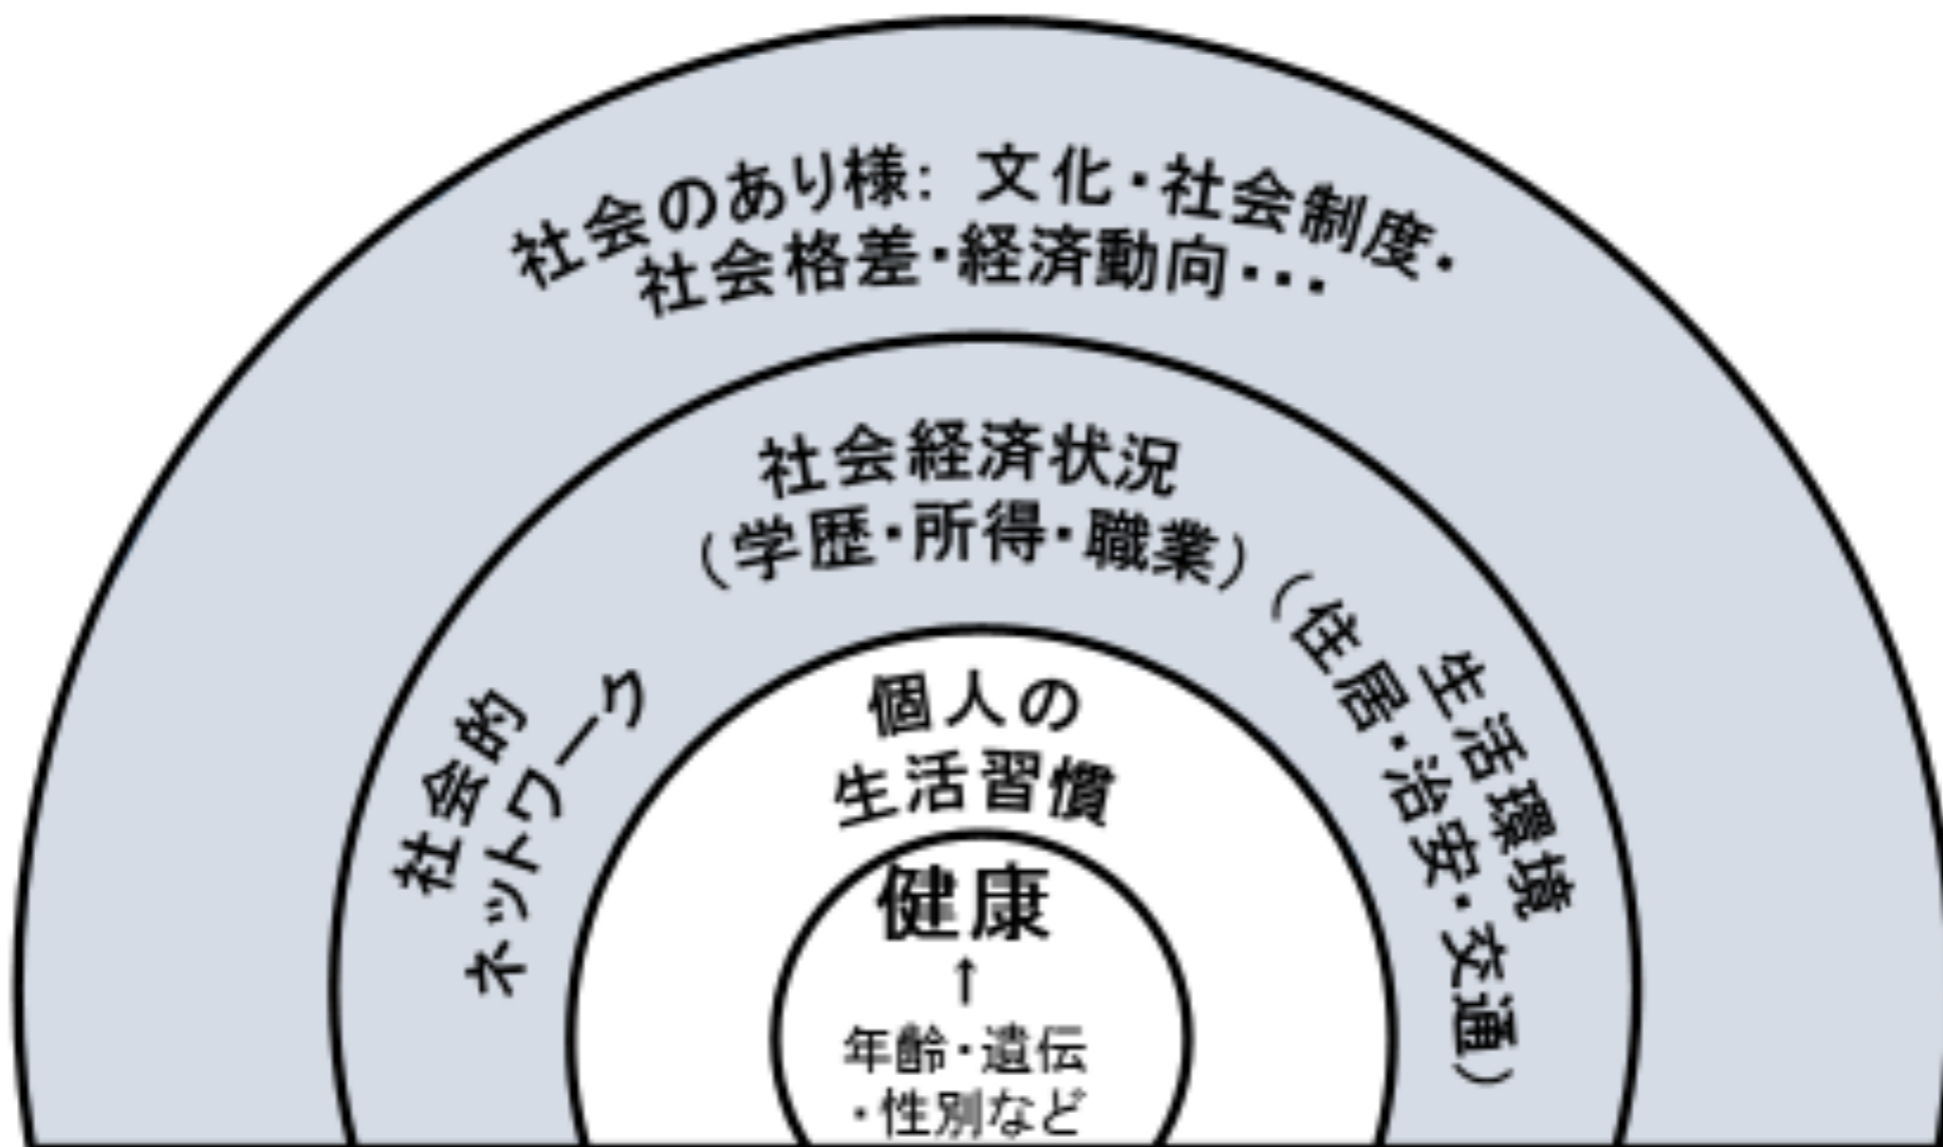 社会のあり様: 文化・社会制度・
社会格差・経済動向・・・
社会経済状況
(学歴・所得・職業)
社会的
ネットワーク
生活環境
(住居・治安・交通)
個人の
生活習慣
健康
↑
年齢・遺伝
・性別など